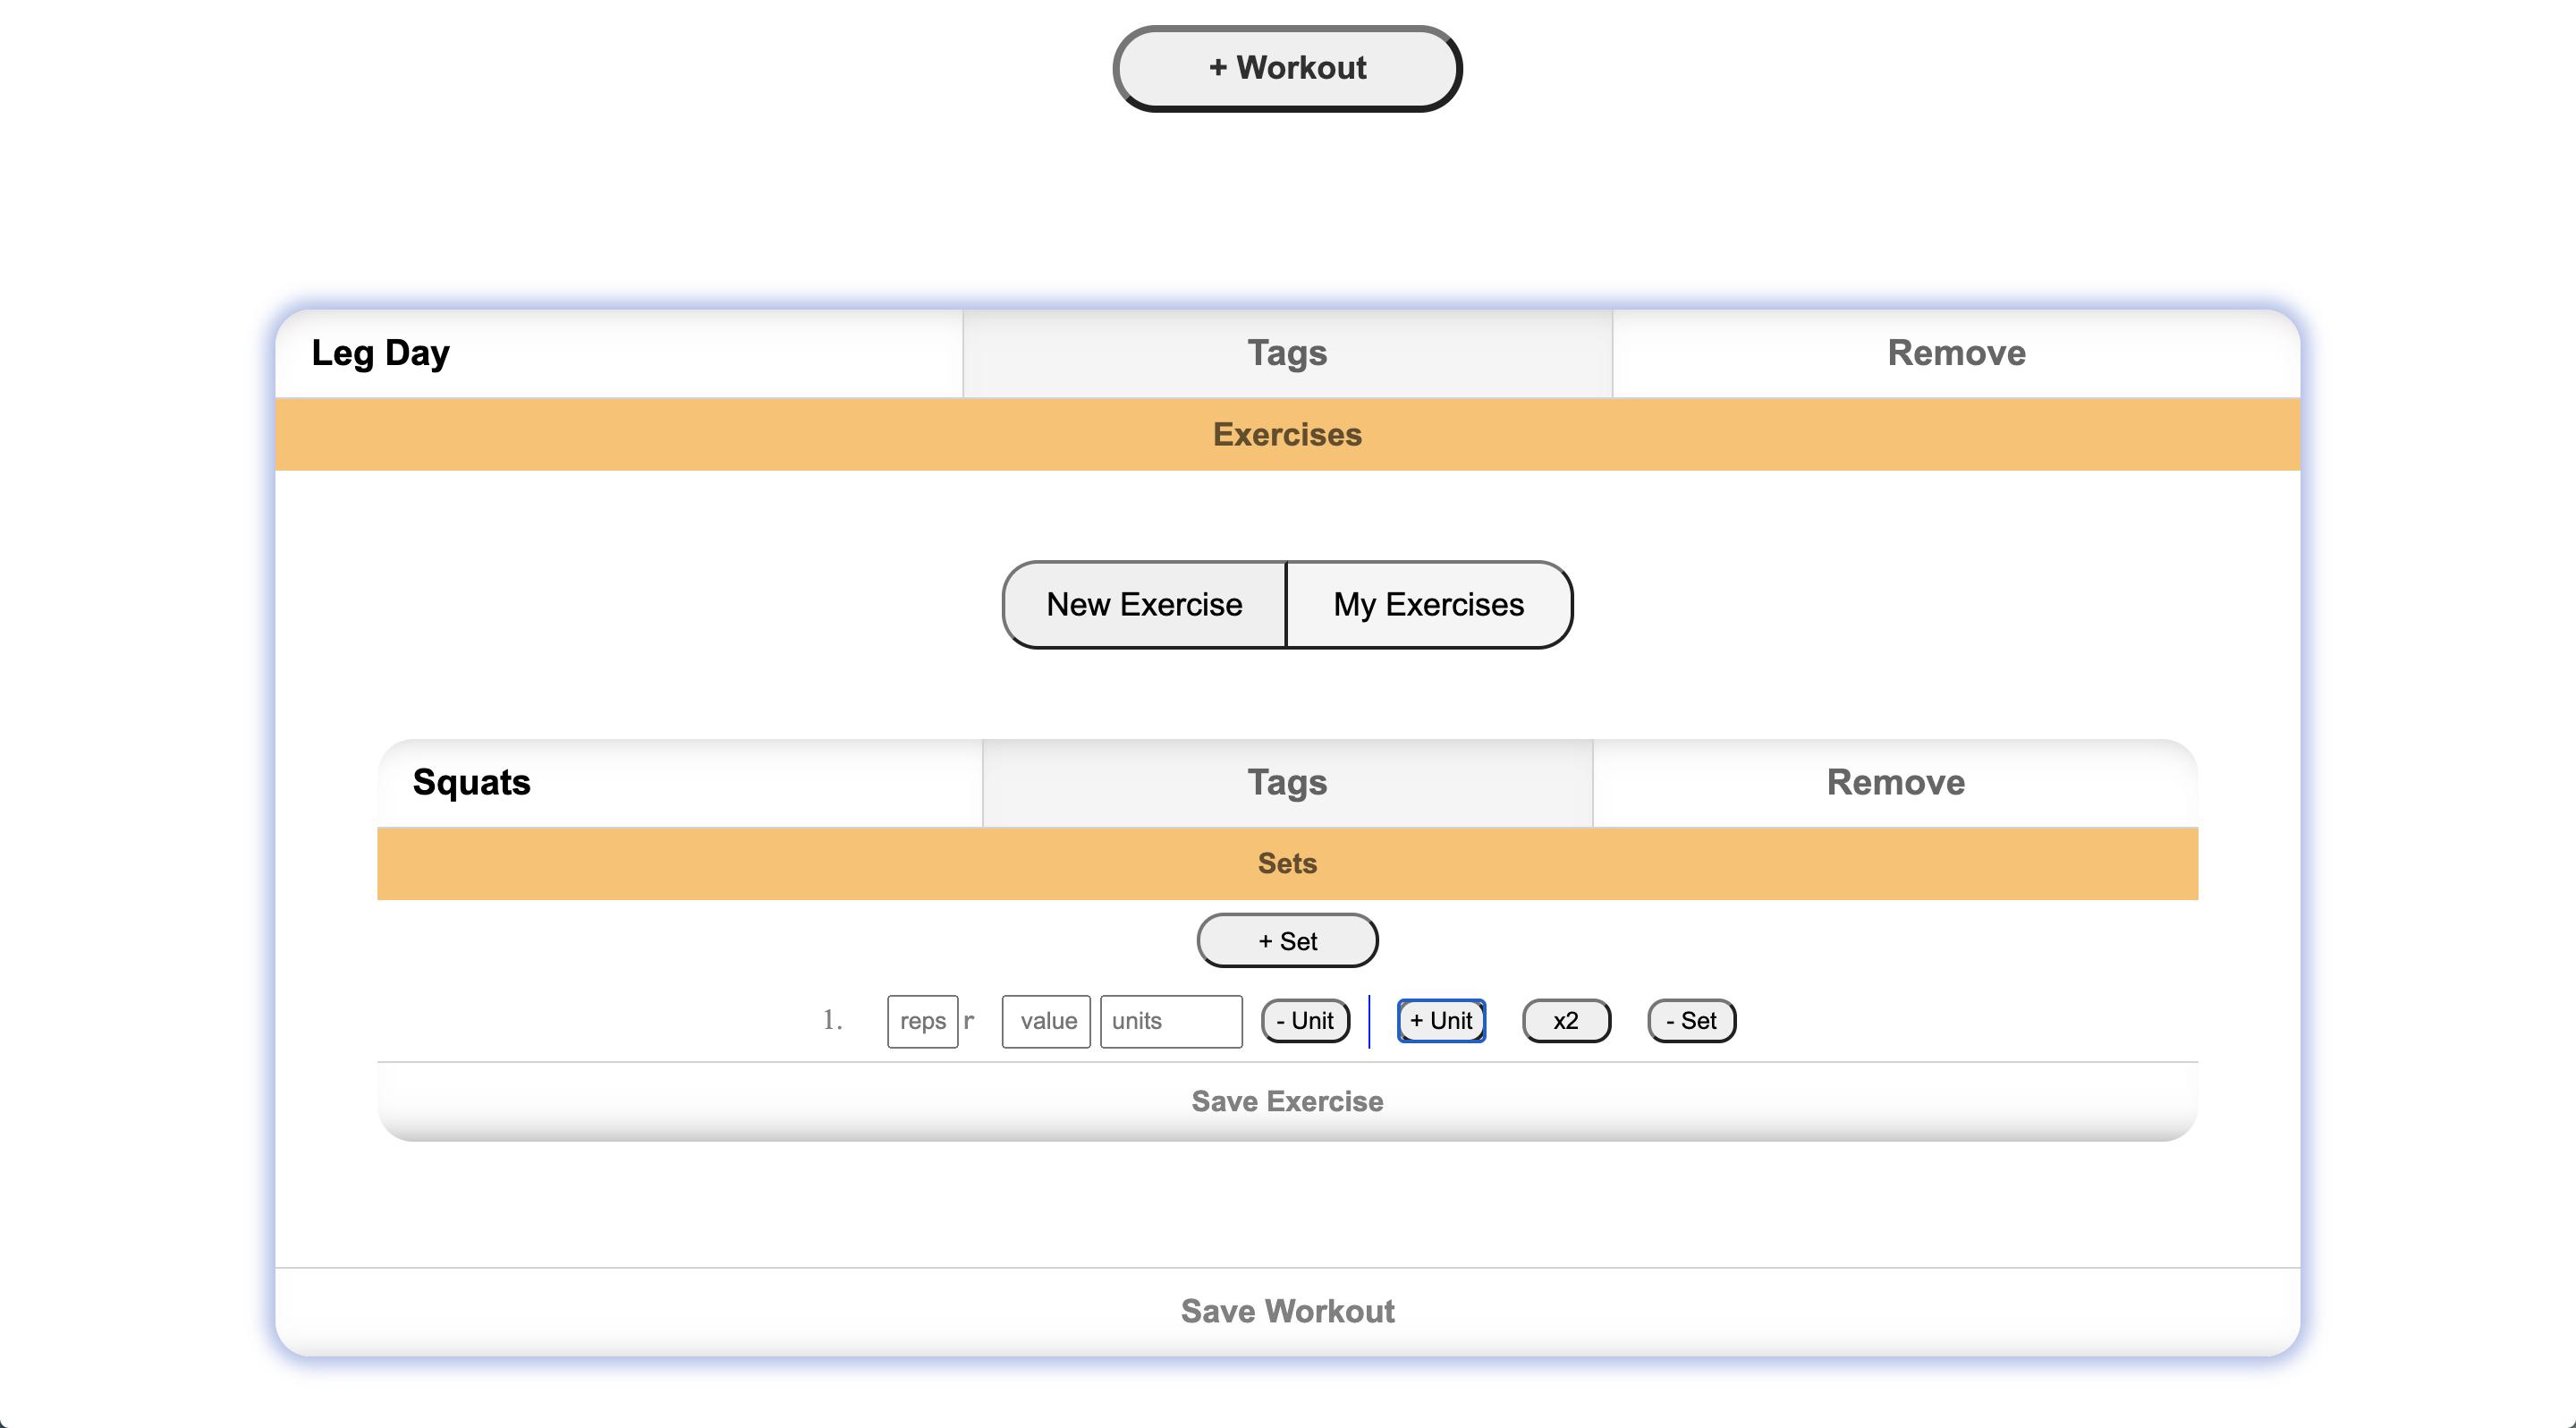 + Workout
Leg Day Tags Remove
Exercises
New Exercise My Exercises
Squats Tags Remove
Sets
+ Set
1. reps r value units - Unit + Unit x2 - Set
Save Exercise
Save Workout